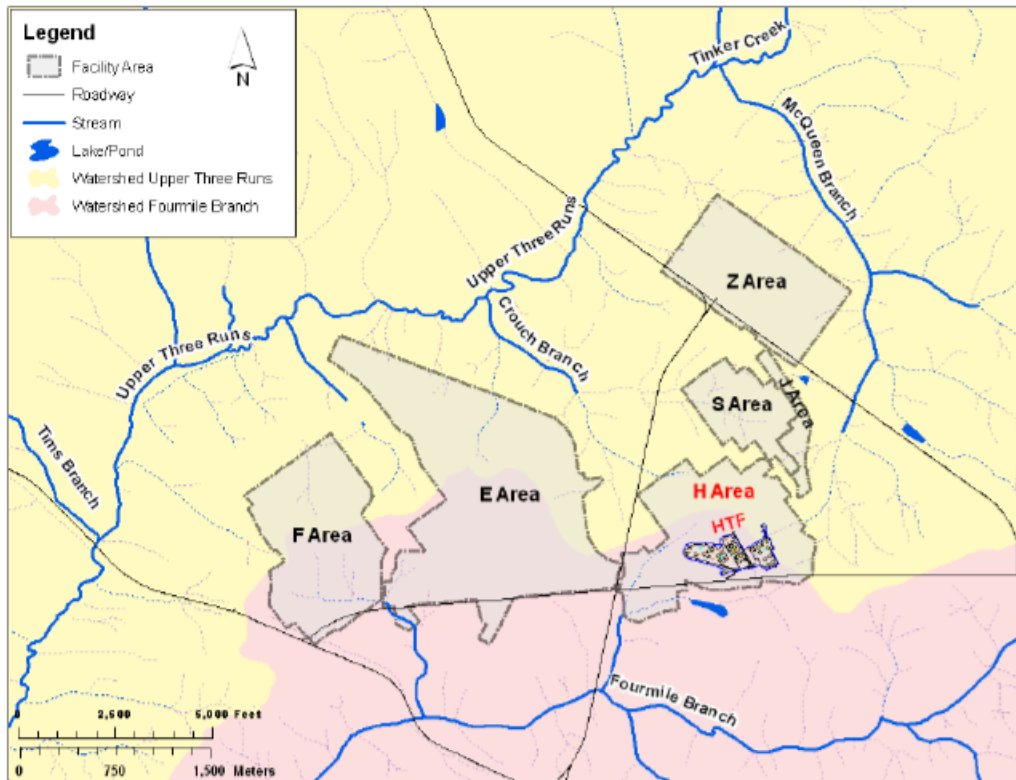 Legend
N
Facility Area
Roadway
Stream
Lake/Pond
Watershed Upper Three Runs
Watershed Fourmile Branch
Tinker Creek
McQueen Branch
Upper Three Runs
Z Area
Crouch Branch
Upper Three Runs
S Area
J Area
Tims Branch
E Area
H Area
HTF
F Area
Fourmile Branch
0 2,500 5,000 Feet
0 750 1,500 Meters